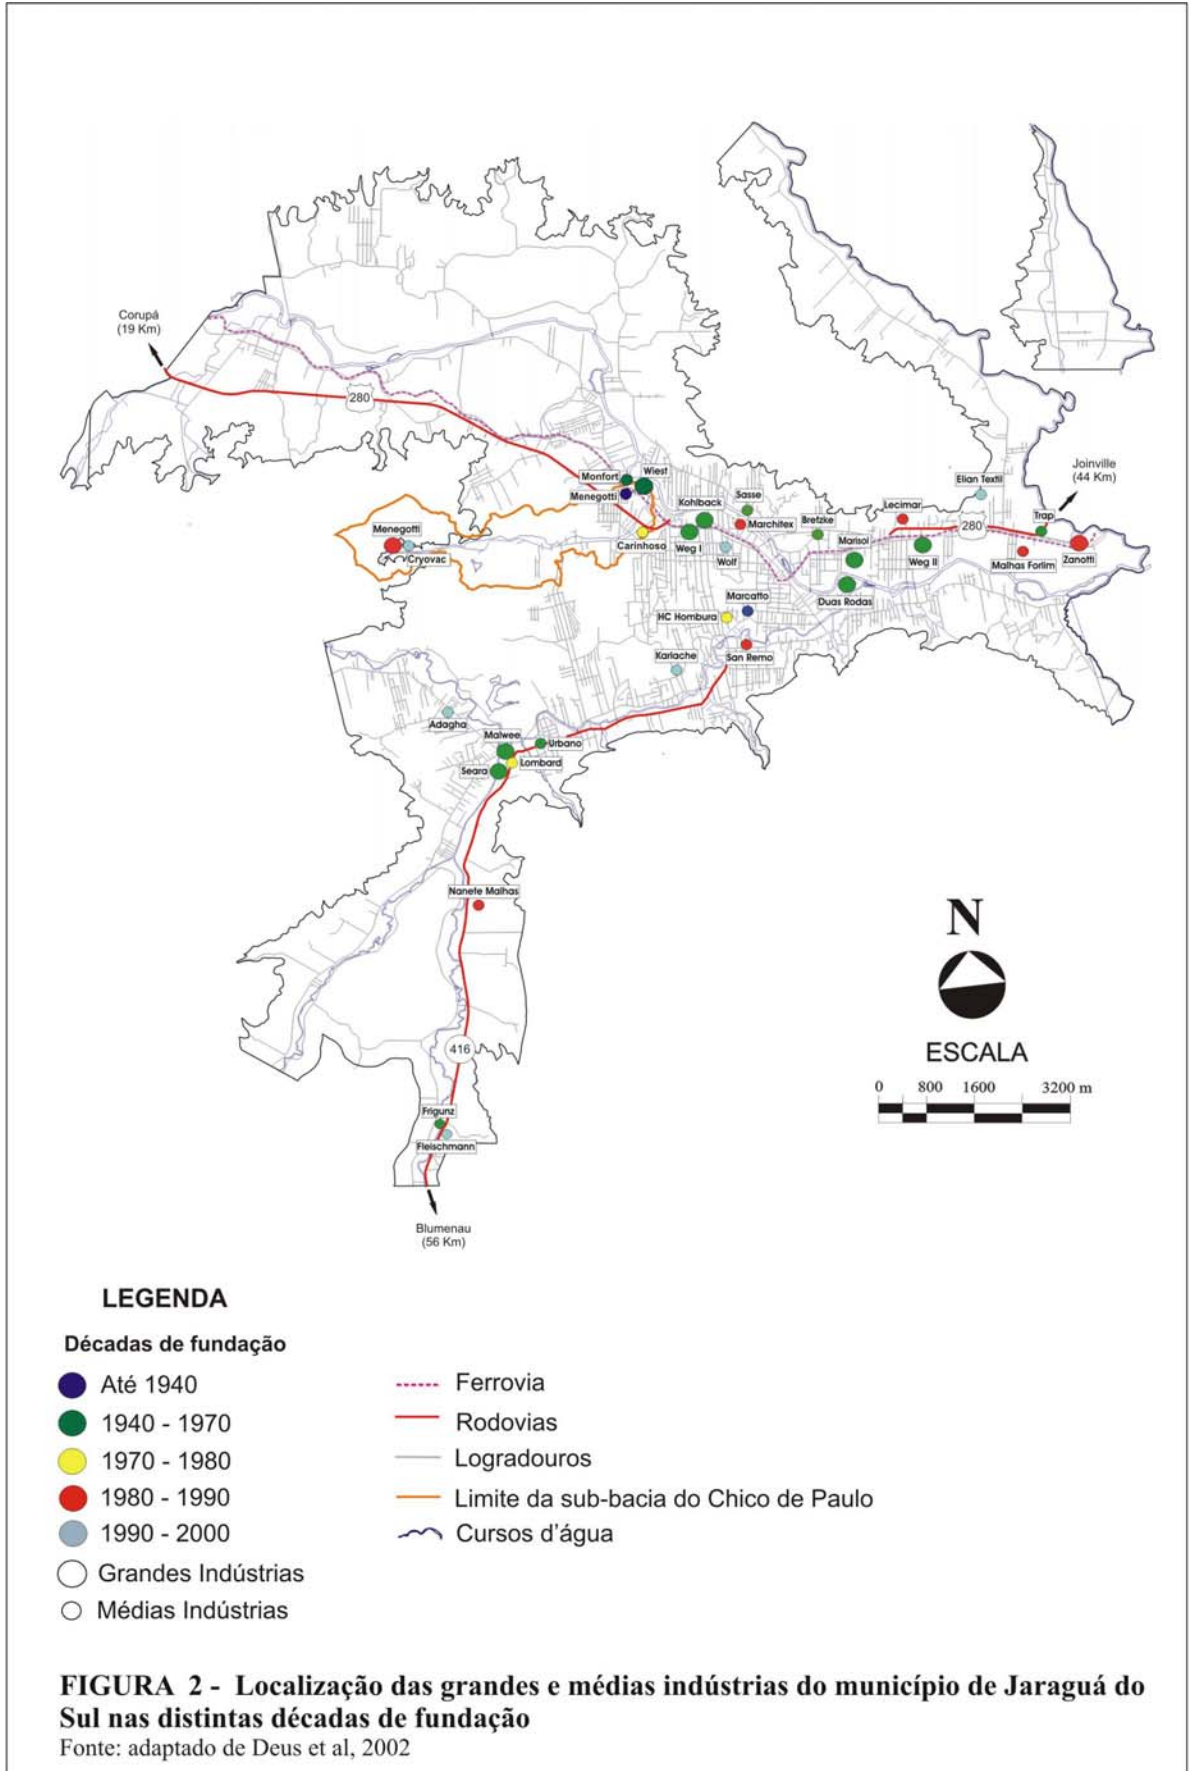 Corupá
(19 Km)
280
Joinville
(44 Km)
Monfort
Wiest
Menegotti
Elian Textil
Kohlback
Sasse
Lecimar
Trap
280
Menegotti
Marchitex
Bretzke
Cryovac
Carinhoso
Weg I
Wolf
Marisol
Weg II
Malhas Forlim
Zanotti
Marcatto
Duas Rodas
HC Hombura
Karlache
San Remo
Adagha
Malwee
Urbano
Seara
Lombard
Nanete Malhas
416
Frigunz
Fleischmann
Blumenau
(56 Km)
N
ESCALA
0 800 1600 3200 m
LEGENDA
Décadas de fundação
Até 1940
1940 - 1970
1970 - 1980
1980 - 1990
1990 - 2000
Grandes Indústrias
Médias Indústrias
Ferrovia
Rodovias
Logradouros
Limite da sub-bacia do Chico de Paulo
Cursos d'água
FIGURA 2 - Localização das grandes e médias indústrias do município de Jaraguá do
Sul nas distintas décadas de fundação
Fonte: adaptado de Deus et al, 2002